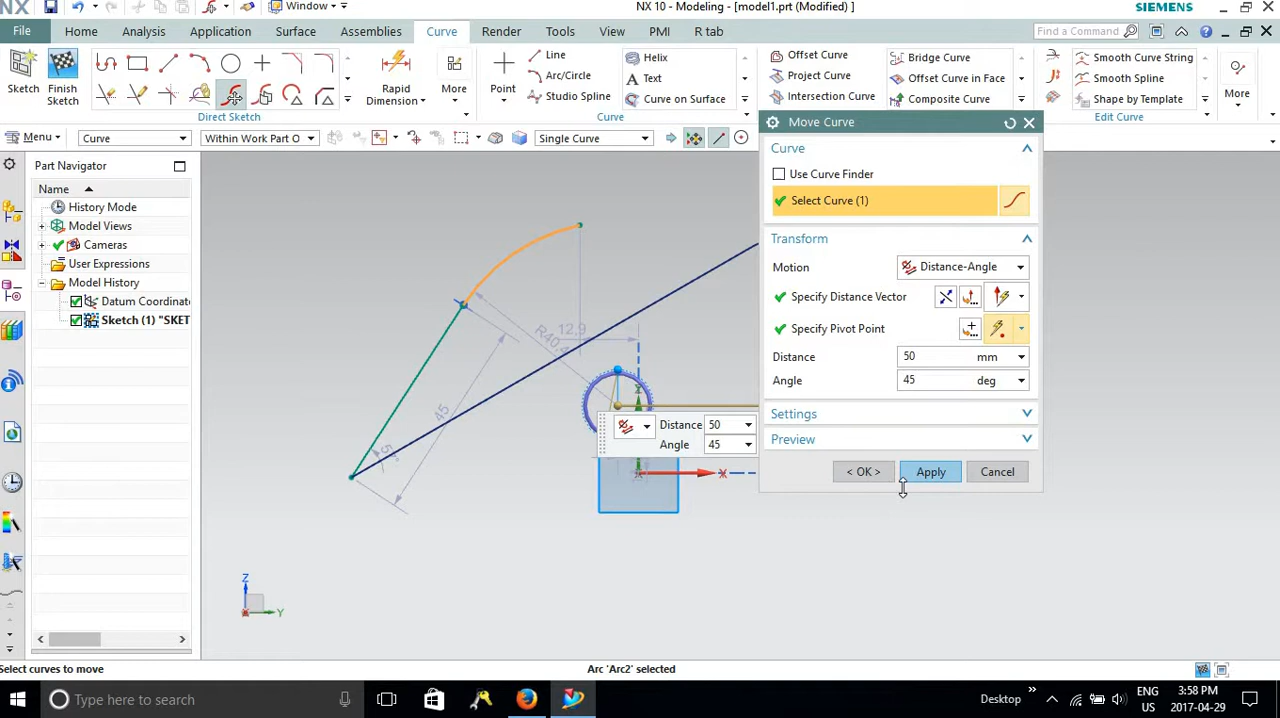 NX
Window
NX 10 - Modeling - [model1.prt (Modified) ]
SIEMENS
File
Home
Analysis
Application
Surface
Assemblies
Curve
Render
Tools
View
PMI
R tab
Find a Command
Sketch
Finish Sketch
Direct Sketch
Rapid Dimension
More
Point
Line
Arc/Circle
Studio Spline
Helix
Text
Curve on Surface
Curve
Offset Curve
Project Curve
Intersection Curve
Bridge Curve
Offset Curve in Face
Composite Curve
Smooth Curve String
Smooth Spline
Shape by Template
Edit Curve
More
Menu
Curve
Within Work Part O
Single Curve
Part Navigator
Name
History Mode
Model Views
Cameras
User Expressions
Model History
Datum Coordinate
Sketch (1) "SKET
Move Curve
Curve
Use Curve Finder
Select Curve (1)
Transform
Motion
Distance-Angle
Specify Distance Vector
Specify Pivot Point
Distance
50 mm
Angle
45 deg
Settings
Preview
< OK >
Apply
Cancel
12,9
45
Distance 50
Angle 45
X
Z
Y
Select curves to move
Arc 'Arc2' selected
Type here to search
Desktop
ENG
US
3:58 PM
2017-04-29